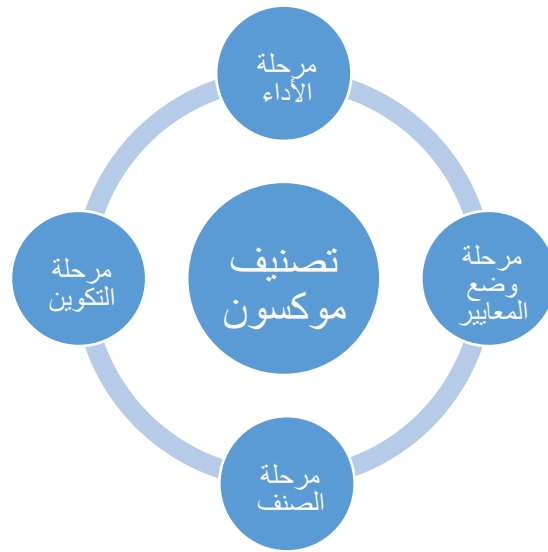 مرحلة
الأداء
تصنيف
موكسون
مرحلة
وضع
المعايير
مرحلة
الصنف
مرحلة
التكوين